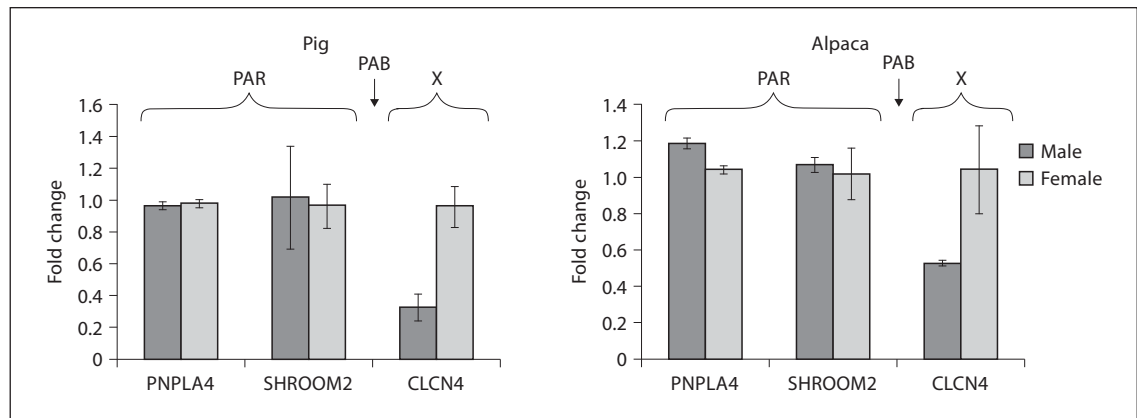 Pig
PAB
PAR
X
1.6
1.4
1.2
1.0
0.8
0.6
0.4
0.2
0
Fold change
PNPLA4
SHROOM2
CLCN4
Alpaca
PAB
PAR
X
1.4
1.2
1.0
0.8
0.6
0.4
0.2
0
Fold change
PNPLA4
SHROOM2
CLCN4
Male
Female